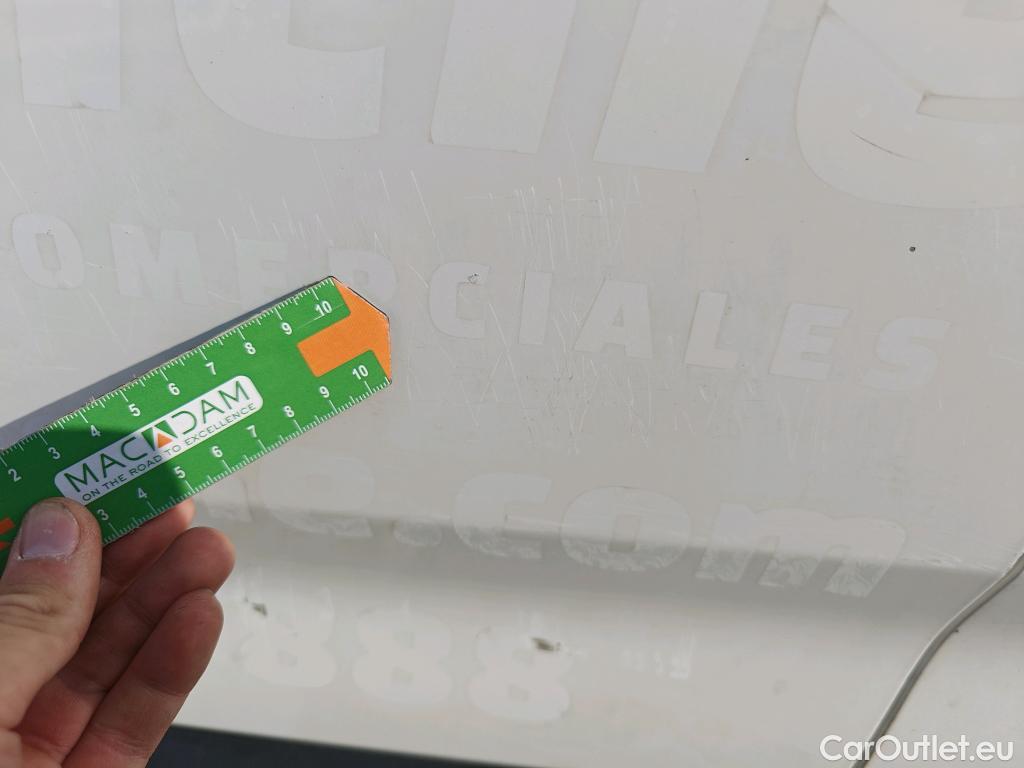 OMERCIALES
2 3 4 5 6 7 8 9 10
MACADAM
ON THE ROAD TO EXCELLENCE
3 4 5 6 7 8 9 10
e.com
888
CarOutlet.eu